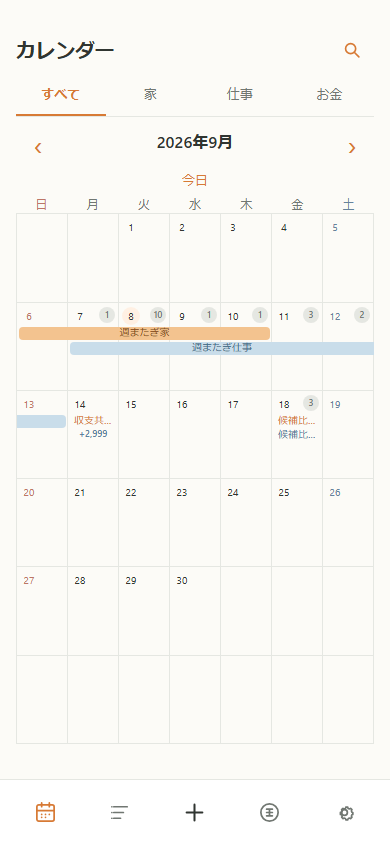 カレンダー
すべて 家 仕事 お金
‹ 2026年9月 ›
今日
日 月 火 水 木 金 土
1 2 3 4 5
6 7 1 8 10 9 1 10 1 11 3 12 2
週またぎ家
週またぎ仕事
13 14 15 16 17 18 3 19
収支共... 候補比...
+2,999 候補比...
20 21 22 23 24 25 26
27 28 29 30